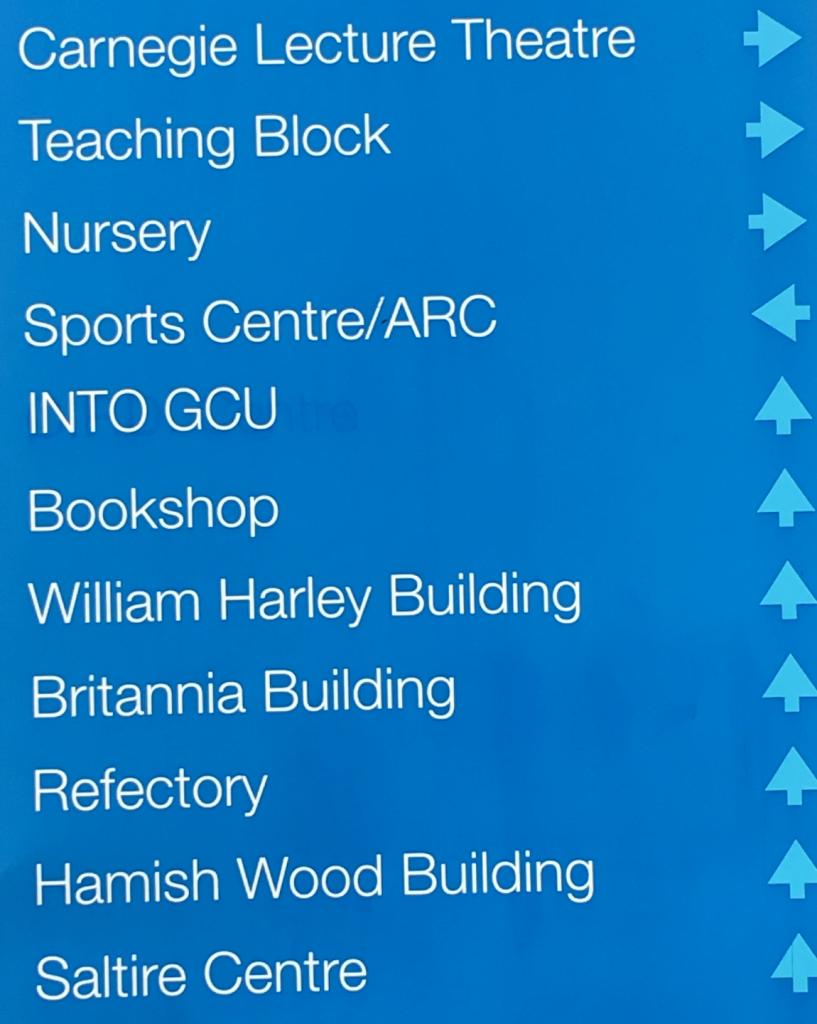 Carnegie Lecture Theatre
Teaching Block
Nursery
Sports Centre/ARC
INTO GCU
Bookshop
William Harley Building
Britannia Building
Refectory
Hamish Wood Building
Saltire Centre